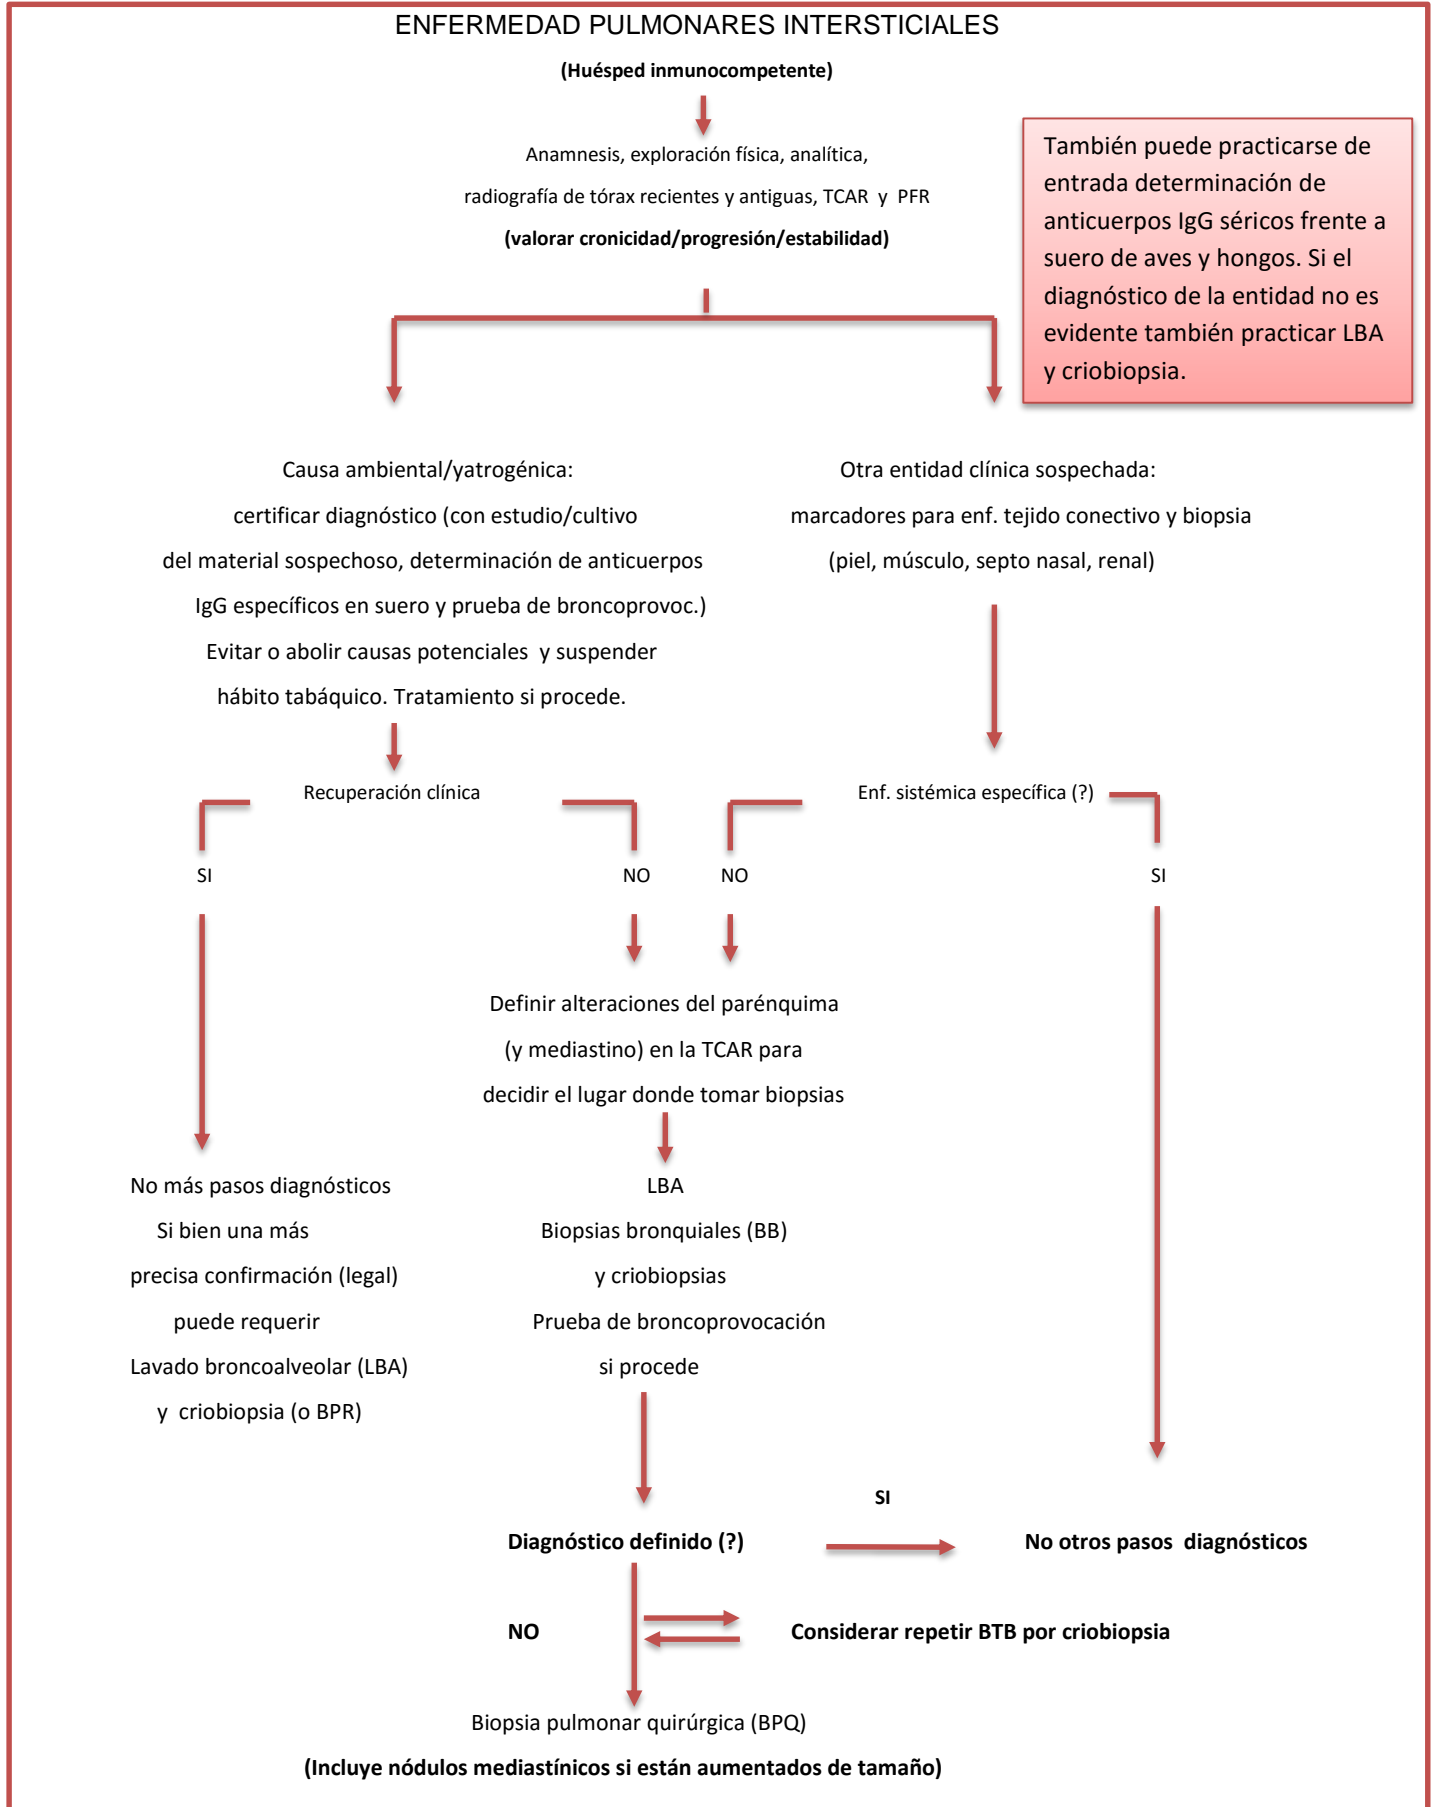 ENFERMEDAD PULMONARES INTERSTICIALES
(Huésped inmunocompetente)
Anamnesis, exploración física, analítica,
radiografía de tórax recientes y antiguas, TCAR y PFR
(valorar cronicidad/progresión/estabilidad)
También puede practicarse de
entrada determinación de
anticuerpos IgG séricos frente a
suero de aves y hongos. Si el
diagnóstico de la entidad no es
evidente también practicar LBA
y criobiopsia.
Causa ambiental/yatrogénica:
certificar diagnóstico (con estudio/cultivo
del material sospechoso, determinación de anticuerpos
IgG específicos en suero y prueba de broncoprovoc.)
Evitar o abolir causas potenciales y suspender
hábito tabáquico. Tratamiento si procede.
Otra entidad clínica sospechada:
marcadores para enf. tejido conectivo y biopsia
(piel, músculo, septo nasal, renal)
Recuperación clínica
Enf. sistémica específica (?)
SI
NO
NO
SI
Definir alteraciones del parénquima
(y mediastino) en la TCAR para
decidir el lugar donde tomar biopsias
No más pasos diagnósticos
Si bien una más
precisa confirmación (legal)
puede requerir
Lavado broncoalveolar (LBA)
y criobiopsia (o BPR)
LBA
Biopsias bronquiales (BB)
y criobiopsias
Prueba de broncoprovocación
si procede
SI
Diagnóstico definido (?)
No otros pasos diagnósticos
NO
Considerar repetir BTB por criobiopsia
Biopsia pulmonar quirúrgica (BPQ)
(Incluye nódulos mediastínicos si están aumentados de tamaño)